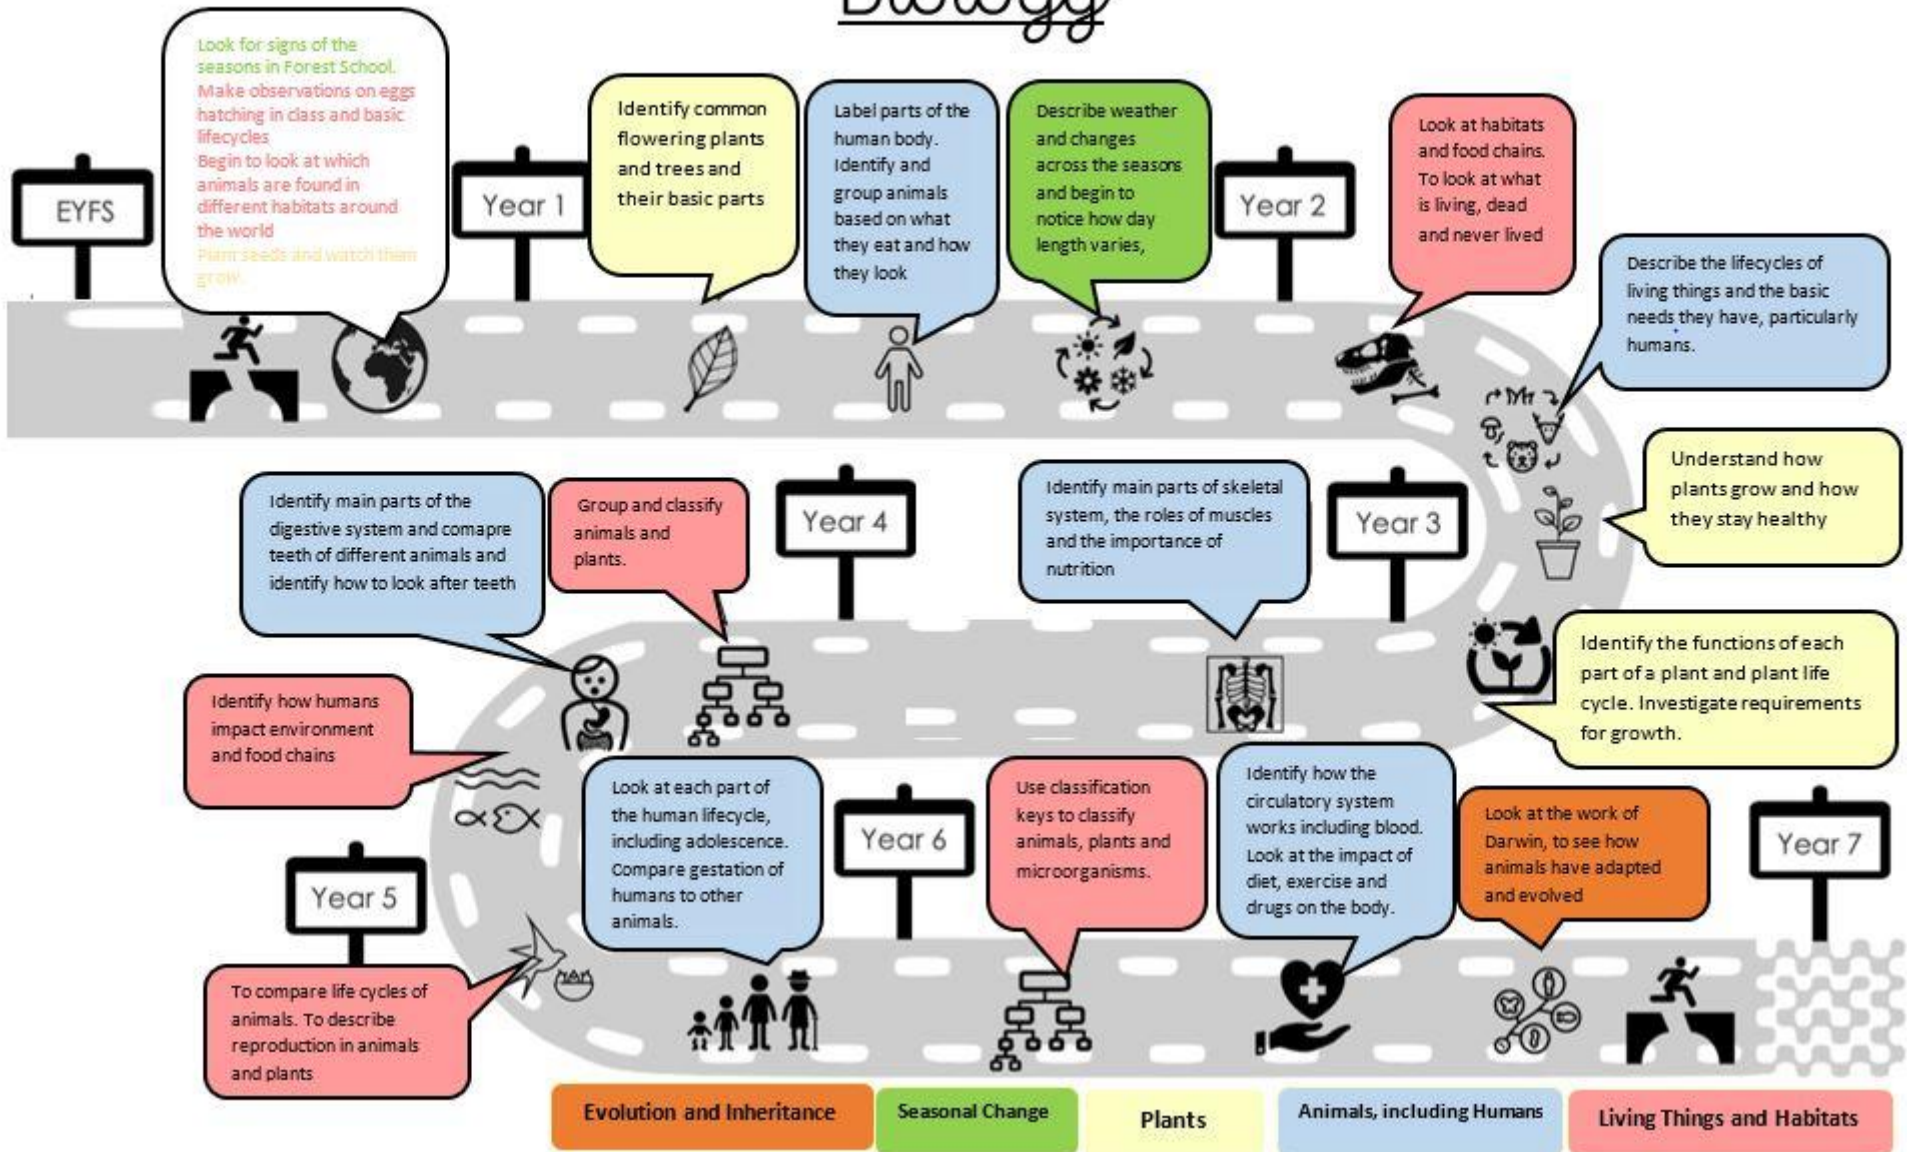 Biology
EYFS
Look for signs of the
seasons in Forest School.
Make observations on eggs
hatching in class and basic
lifecycles
Begin to look at which
animals are found in
different habitats around
the world
Plant seeds and watch them
grow.
Year 1
Identify common
flowering plants
and trees and
their basic parts
Label parts of the
human body.
Identify and
group animals
based on what
they eat and how
they look
Describe weather
and changes
across the seasons
and begin to
notice how day
length varies,
Year 2
Look at habitats
and food chains.
To look at what
is living, dead
and never lived
Describe the lifecycles of
living things and the basic
needs they have, particularly
humans.
Understand how
plants grow and how
they stay healthy
Year 3
Identify the functions of each
part of a plant and plant life
cycle. Investigate requirements
for growth.
Identify main parts of skeletal
system, the roles of muscles
and the importance of
nutrition
Year 4
Group and classify
animals and
plants.
Identify main parts of the
digestive system and comapre
teeth of different animals and
identify how to look after teeth
Identify how humans
impact environment
and food chains
Year 5
To compare life cycles of
animals. To describe
reproduction in animals
and plants
Look at each part of
the human lifecycle,
including adolescence.
Compare gestation of
humans to other
animals.
Year 6
Use classification
keys to classify
animals, plants and
microorganisms.
Identify how the
circulatory system
works including blood.
Look at the impact of
diet, exercise and
drugs on the body.
Look at the work of
Darwin, to see how
animals have adapted
and evolved
Year 7
Evolution and Inheritance
Seasonal Change
Plants
Animals, including Humans
Living Things and Habitats